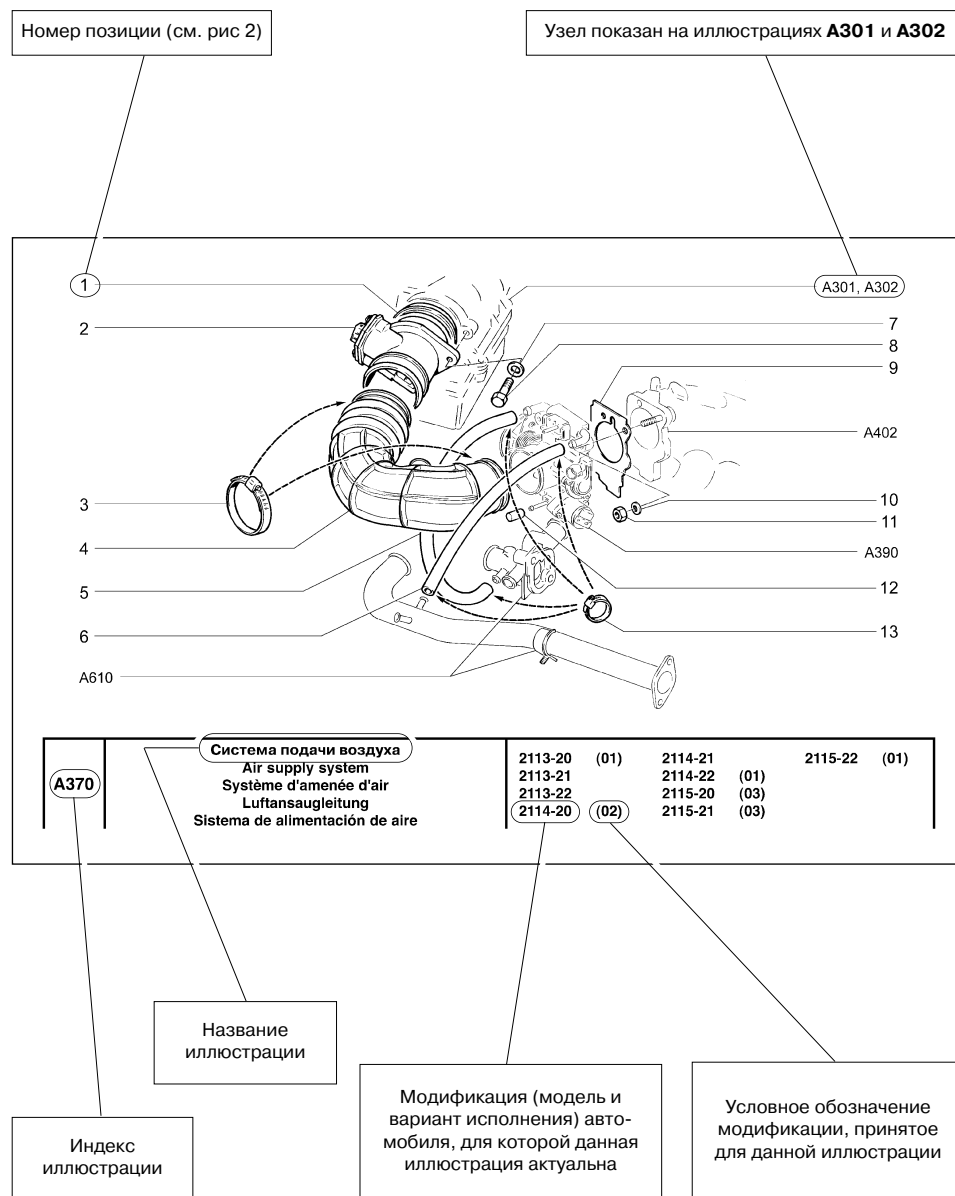 Номер позиции (см. рис 2)
Узел показан на иллюстрациях А301 и А302
1
2
3
4
5
6
A610
A301, A302
7
8
9
A402
10
11
A390
12
13
A370
Система подачи воздуха
Air supply system
Système d'amenée d'air
Luftansaugleitung
Sistema de alimentación de aire
2113-20 (01) 2114-21 2115-22 (01)
2113-21 2114-22 (01)
2113-22 2115-20 (03)
2114-20 (02) 2115-21 (03)
Название
иллюстрации
Индекс
иллюстрации
Модификация (модель и
вариант исполнения) авто-
мобиля, для которой данная
иллюстрация актуальна
Условное обозначение
модификации, принятое
для данной иллюстрации